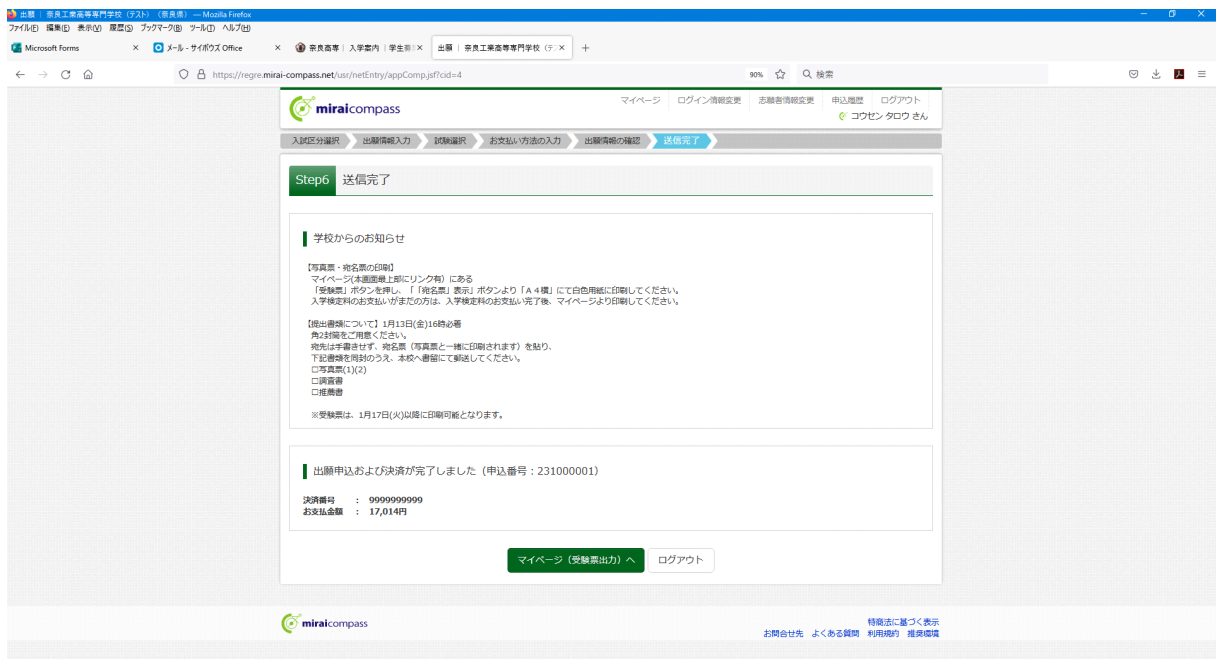 出願 | 奈良工業高等専門学校（テスト）（奈良県） — Mozilla Firefox
ファイル(F) 編集(E) 表示(V) 履歴(S) ブックマーク(B) ツール(T) ヘルプ(H)
Microsoft Forms × メール - サイボウズ Office × 奈良高専 | 入学案内 | 学生募 × 出願 | 奈良工業高等専門学校（テ × +
https://regre.mirai-compass.net/usr/netEntry/appComp.jsf?cid=4 90% 検索
miraicompass
マイページ ログイン情報変更 志願者情報変更 申込履歴 ログアウト
コウセン タロウ さん
入試区分選択 出願情報入力 試験選択 お支払い方法の入力 出願情報の確認 送信完了
Step6 送信完了
学校からのお知らせ
【写真票・宛名票の印刷】
マイページ(本画面最上部にリンク有）にある
「受験票」ボタンを押し、「「宛名票」表示」ボタンより「Ａ４横」にて白色用紙に印刷してください。
入学検定料のお支払いがまだの方は、入学検定料のお支払い完了後、マイページより印刷してください。
【提出書類について】1月13日(金)16時必着
角2封筒をご用意ください。
宛先は手書きせず、宛名票（写真票と一緒に印刷されます）を貼り、
下記書類を同封のうえ、本校へ書留にて郵送してください。
□写真票(1)(2)
□調査書
□推薦書
※受験票は、1月17日(火)以降に印刷可能となります。
出願申込および決済が完了しました（申込番号：231000001）
決済番号 ： 9999999999
お支払金額 ： 17,014円
マイページ（受験票出力）へ ログアウト
miraicompass
特商法に基づく表示
お問合せ先 よくある質問 利用規約 推奨環境